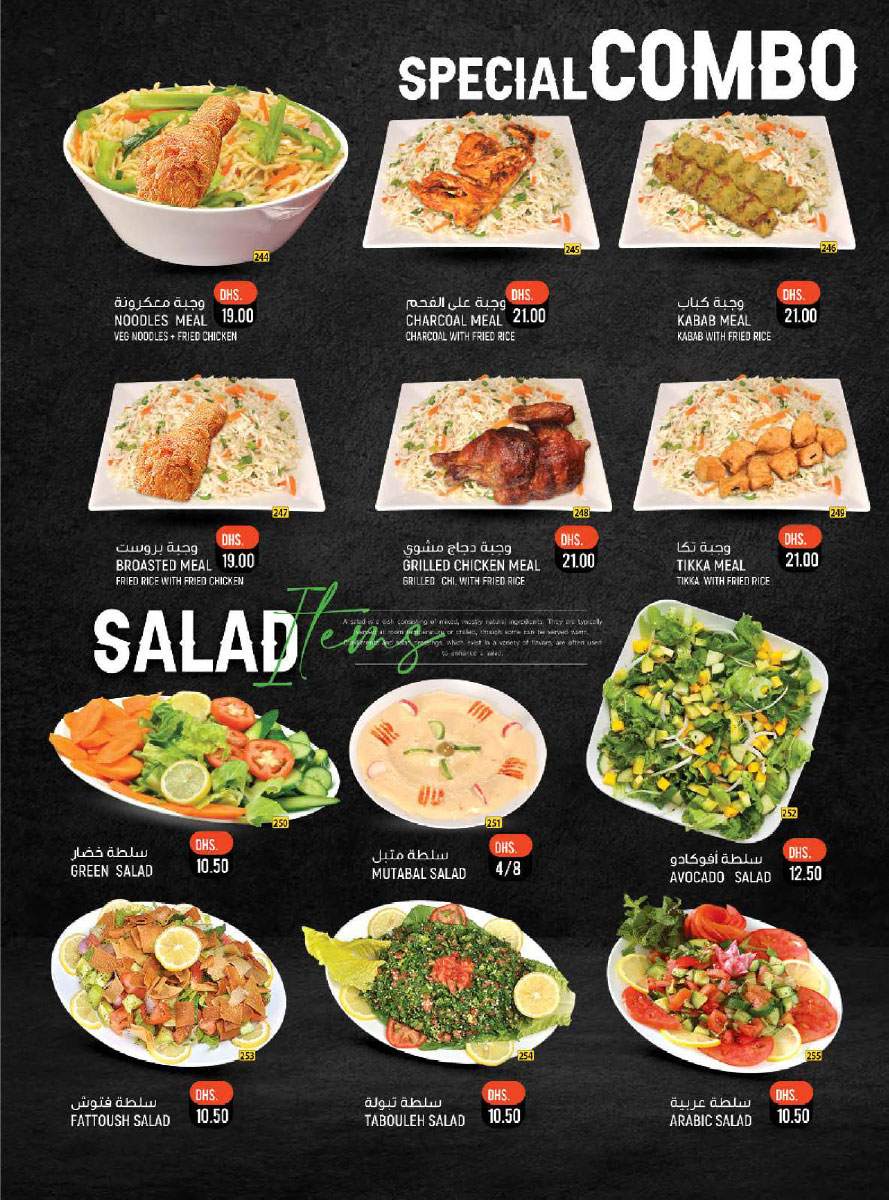 SPECIAL COMBO
244
245
246
وجبة معكرونة
DHS.
NOODLES MEAL 19.00
VEG NOODLES + FRIED CHICKEN
وجبة على الفحم
DHS.
CHARCOAL MEAL 21.00
CHARCOAL WITH FRIED RICE
وجبة كباب
DHS.
KABAB MEAL 21.00
KABAB WITH FRIED RICE
247
248
249
وجبة بروست
DHS.
BROASTED MEAL 19.00
FRIED RICE WITH FRIED CHICKEN
وجبة دجاج مشوي
DHS.
GRILLED CHICKEN MEAL 21.00
GRILLED CHI. WITH FRIED RICE
وجبة تكا
DHS.
TIKKA MEAL 21.00
TIKKA WITH FRIED RICE
SALAD Items
A salad is a dish consisting of mixed, mostly natural ingredients. They are typically
served at room temperature or chilled, though some can be served warm.
and salad dressings, which exist in a variety of flavors, are often used
to enhance a salad.
250
251
252
سلطة خضار
DHS.
GREEN SALAD 10.50
سلطة متبل
DHS.
MUTABAL SALAD 4/8
سلطة أفوكادو
DHS.
AVOCADO SALAD 12.50
253
254
255
سلطة فتوش
DHS.
FATTOUSH SALAD 10.50
سلطة تبولة
DHS.
TABOULEH SALAD 10.50
سلطة عربية
DHS.
ARABIC SALAD 10.50